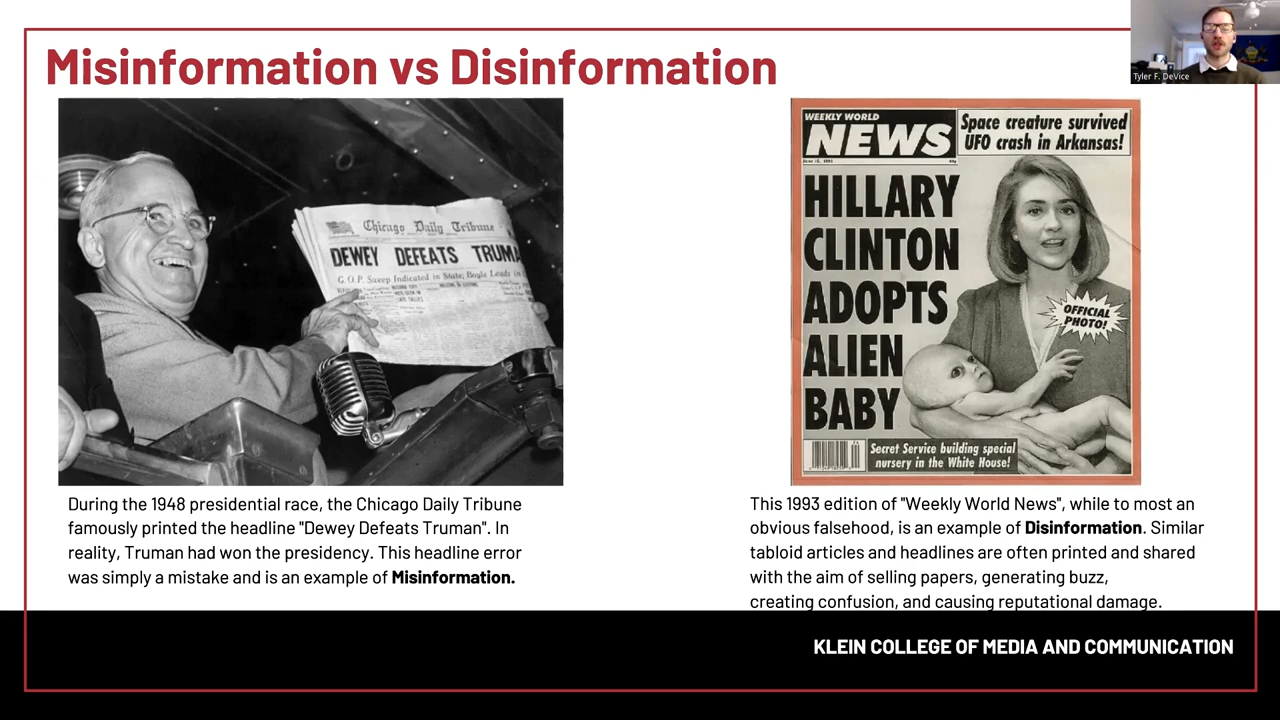 Misinformation vs Disinformation
Tyler F. DeVice
Chicago Daily Tribune
DEWEY DEFEATS TRUMA
G.O.P. Sweep Indicated in State; Boyle Leads in
WEEKLY WORLD
NEWS
Space creature survived
UFO crash in Arkansas!
HILLARY
CLINTON
ADOPTS
ALIEN
BABY
OFFICIAL
PHOTO!
Secret Service building special
nursery in the White House!
During the 1948 presidential race, the Chicago Daily Tribune
famously printed the headline "Dewey Defeats Truman". In
reality, Truman had won the presidency. This headline error
was simply a mistake and is an example of Misinformation.
This 1993 edition of "Weekly World News", while to most an
obvious falsehood, is an example of Disinformation. Similar
tabloid articles and headlines are often printed and shared
with the aim of selling papers, generating buzz,
creating confusion, and causing reputational damage.
KLEIN COLLEGE OF MEDIA AND COMMUNICATION